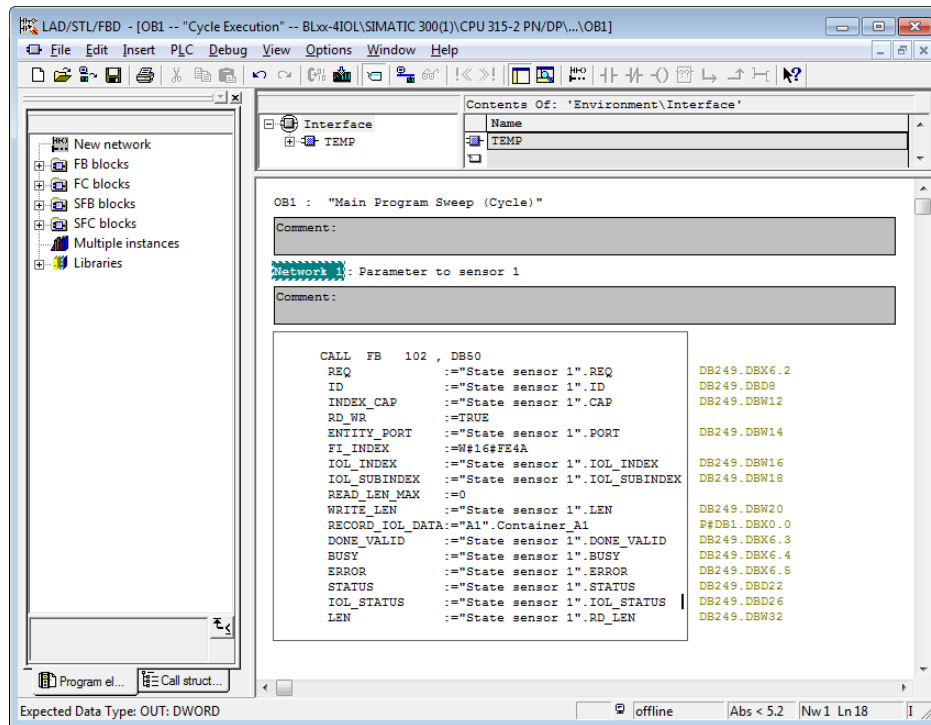 LAD/STL/FBD - [OB1 -- "Cycle Execution" -- BLxx-4IOL\SIMATIC 300(1)\CPU 315-2 PN/DP\...\OB1]
File Edit Insert PLC Debug View Options Window Help
New network
FB blocks
FC blocks
SFB blocks
SFC blocks
Multiple instances
Libraries
Program el...
Call struct...
Contents Of: 'Environment\Interface'
Interface
TEMP
Name
TEMP
OB1 : "Main Program Sweep (Cycle)"
Comment:
Network 1: Parameter to sensor 1
Comment:
CALL FB 102 , DB50
REQ :="State sensor 1".REQ DB249.DBX6.2
ID :="State sensor 1".ID DB249.DBD8
INDEX_CAP :="State sensor 1".CAP DB249.DBW12
RD_WR :=TRUE
ENTITY_PORT :="State sensor 1".PORT DB249.DBW14
FI_INDEX :=W#16#FE4A
IOL_INDEX :="State sensor 1".IOL_INDEX DB249.DBW16
IOL_SUBINDEX :="State sensor 1".IOL_SUBINDEX DB249.DBW18
READ_LEN_MAX :=0
WRITE_LEN :="State sensor 1".LEN DB249.DBW20
RECORD_IOL_DATA:="A1".Container_A1 P#DB1.DBX0.0
DONE_VALID :="State sensor 1".DONE_VALID DB249.DBX6.3
BUSY :="State sensor 1".BUSY DB249.DBX6.4
ERROR :="State sensor 1".ERROR DB249.DBX6.5
STATUS :="State sensor 1".STATUS DB249.DBD22
IOL_STATUS :="State sensor 1".IOL_STATUS DB249.DBD26
LEN :="State sensor 1".RD_LEN DB249.DBW32
Expected Data Type: OUT: DWORD offline Abs < 5.2 Nw 1 Ln 18 I